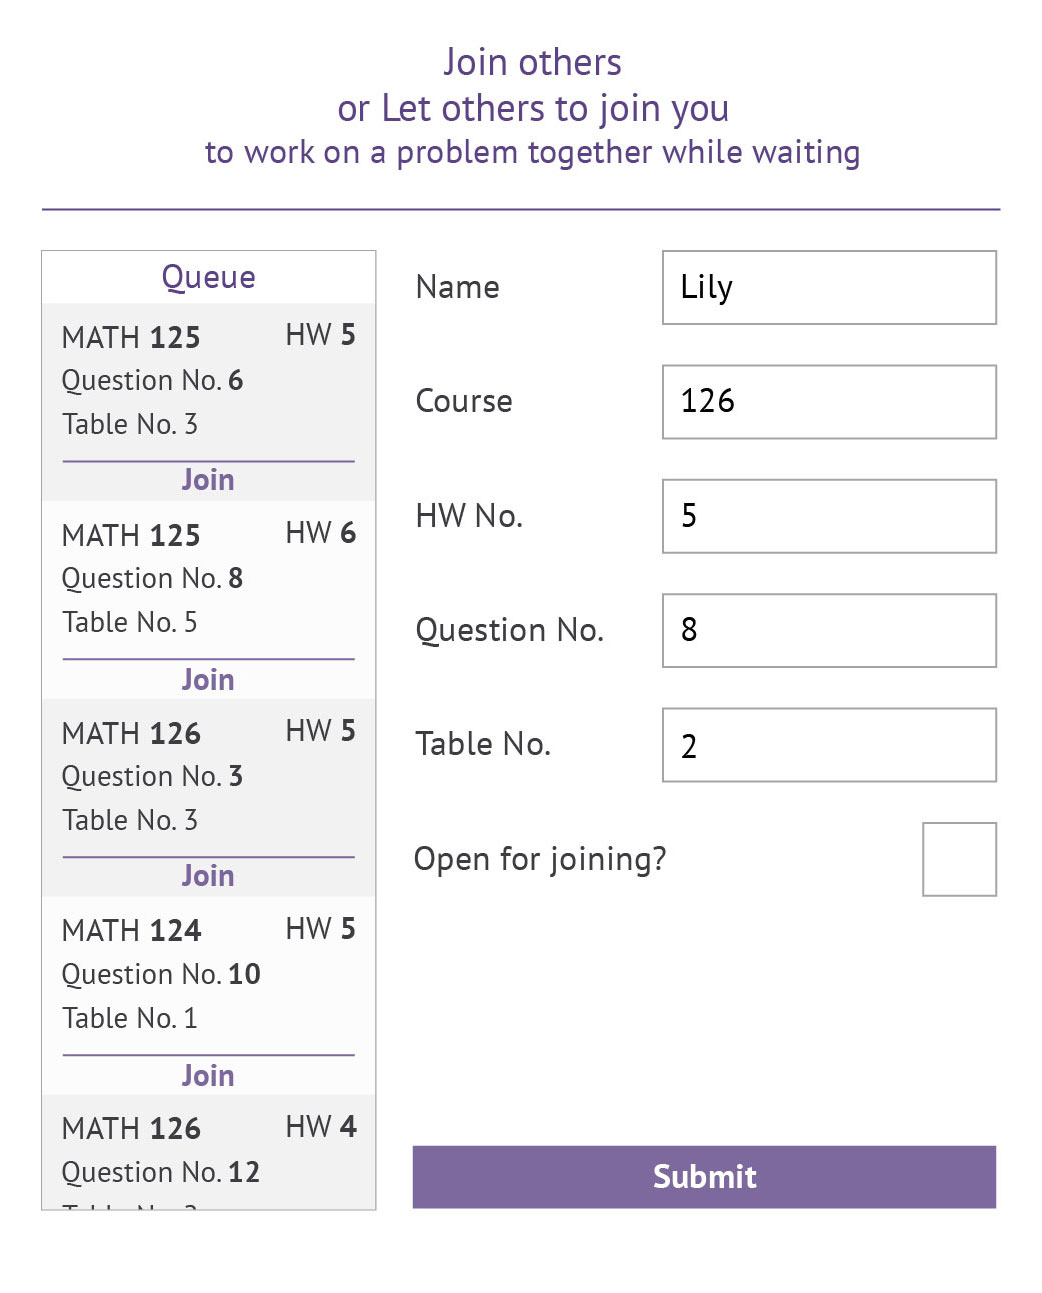 Join others
or Let others to join you
to work on a problem together while waiting
Queue
MATH 125 HW 5
Question No. 6
Table No. 3
Join
MATH 125 HW 6
Question No. 8
Table No. 5
Join
MATH 126 HW 5
Question No. 3
Table No. 3
Join
MATH 124 HW 5
Question No. 10
Table No. 1
Join
MATH 126 HW 4
Question No. 12
Name Lily
Course 126
HW No. 5
Question No. 8
Table No. 2
Open for joining?
Submit